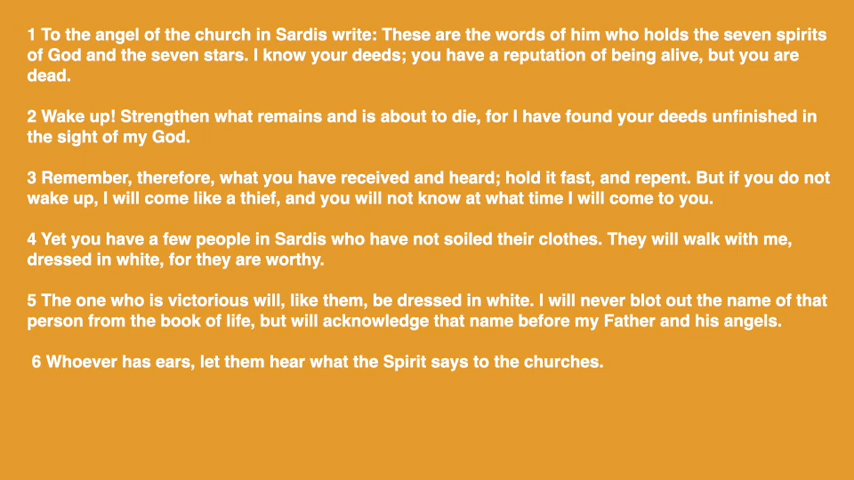 1 To the angel of the church in Sardis write: These are the words of him who holds the seven spirits
of God and the seven stars. I know your deeds; you have a reputation of being alive, but you are
dead.
2 Wake up! Strengthen what remains and is about to die, for I have found your deeds unfinished in
the sight of my God.
3 Remember, therefore, what you have received and heard; hold it fast, and repent. But if you do not
wake up, I will come like a thief, and you will not know at what time I will come to you.
4 Yet you have a few people in Sardis who have not soiled their clothes. They will walk with me,
dressed in white, for they are worthy.
5 The one who is victorious will, like them, be dressed in white. I will never blot out the name of that
person from the book of life, but will acknowledge that name before my Father and his angels.
6 Whoever has ears, let them hear what the Spirit says to the churches.